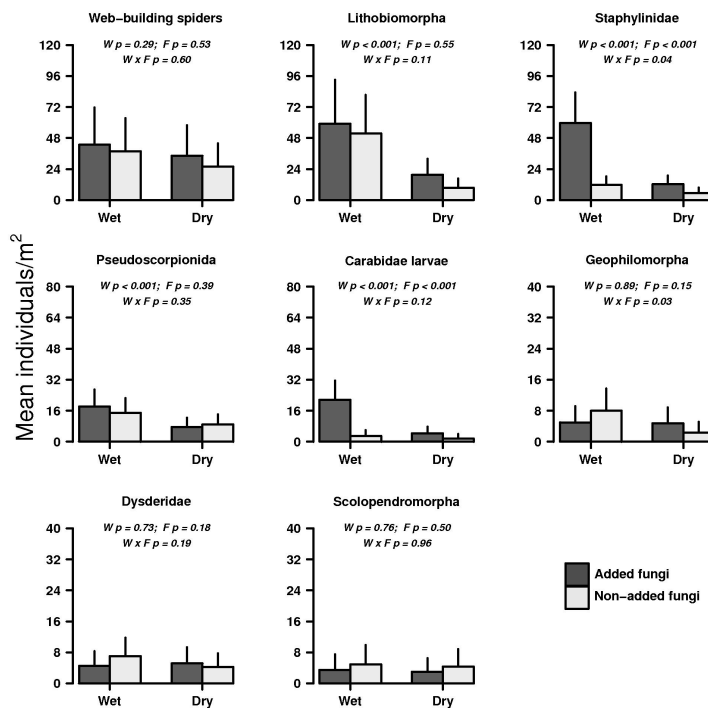 Web−building spiders
W p = 0.29; F p = 0.53
W x F p = 0.60
120
96
72
48
24
0
Wet Dry
Lithobiomorpha
W p < 0.001; F p = 0.55
W x F p = 0.11
120
96
72
48
24
0
Wet Dry
Staphylinidae
W p < 0.001; F p < 0.001
W x F p = 0.04
120
96
72
48
24
0
Wet Dry
Mean individuals/m²
Pseudoscorpionida
W p < 0.001; F p = 0.39
W x F p = 0.35
80
64
48
32
16
0
Wet Dry
Carabidae larvae
W p < 0.001; F p < 0.001
W x F p = 0.12
80
64
48
32
16
0
Wet Dry
Geophilomorpha
W p = 0.89; F p = 0.15
W x F p = 0.03
40
32
24
16
8
0
Wet Dry
Dysderidae
W p = 0.73; F p = 0.18
W x F p = 0.19
40
32
24
16
8
0
Wet Dry
Scolopendromorpha
W p = 0.76; F p = 0.50
W x F p = 0.96
40
32
24
16
8
0
Wet Dry
Added fungi
Non−added fungi